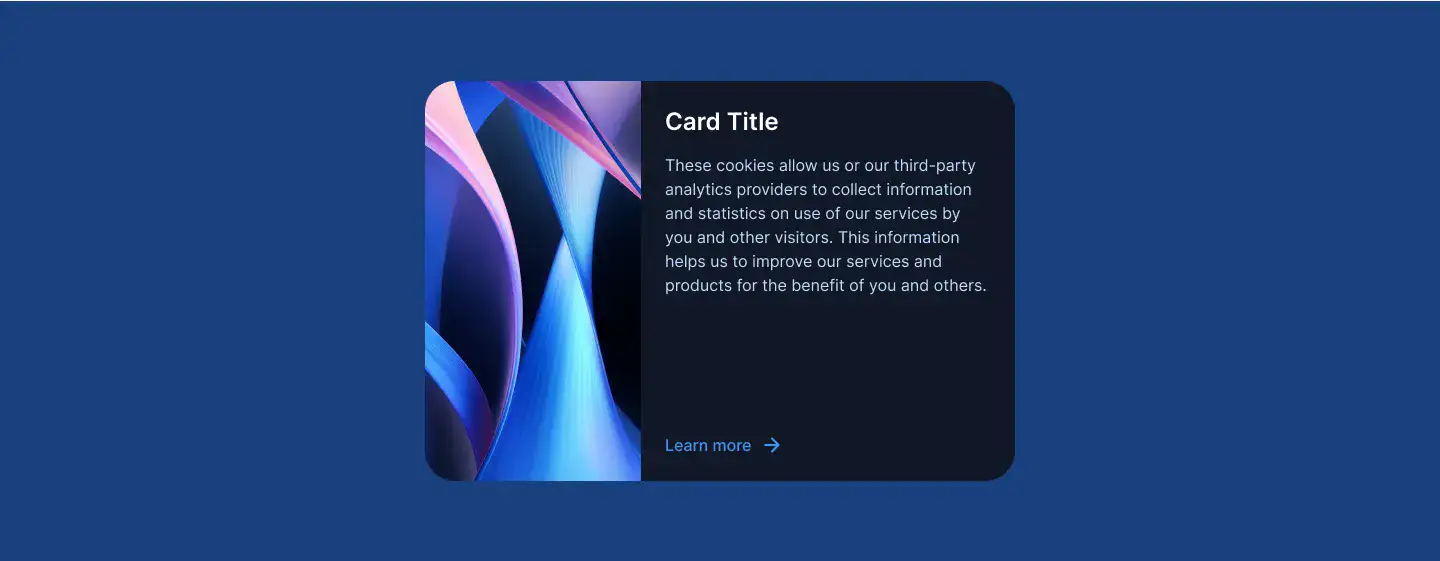 Card Title
These cookies allow us or our third-party
analytics providers to collect information
and statistics on use of our services by
you and other visitors. This information
helps us to improve our services and
products for the benefit of you and others.
Learn more